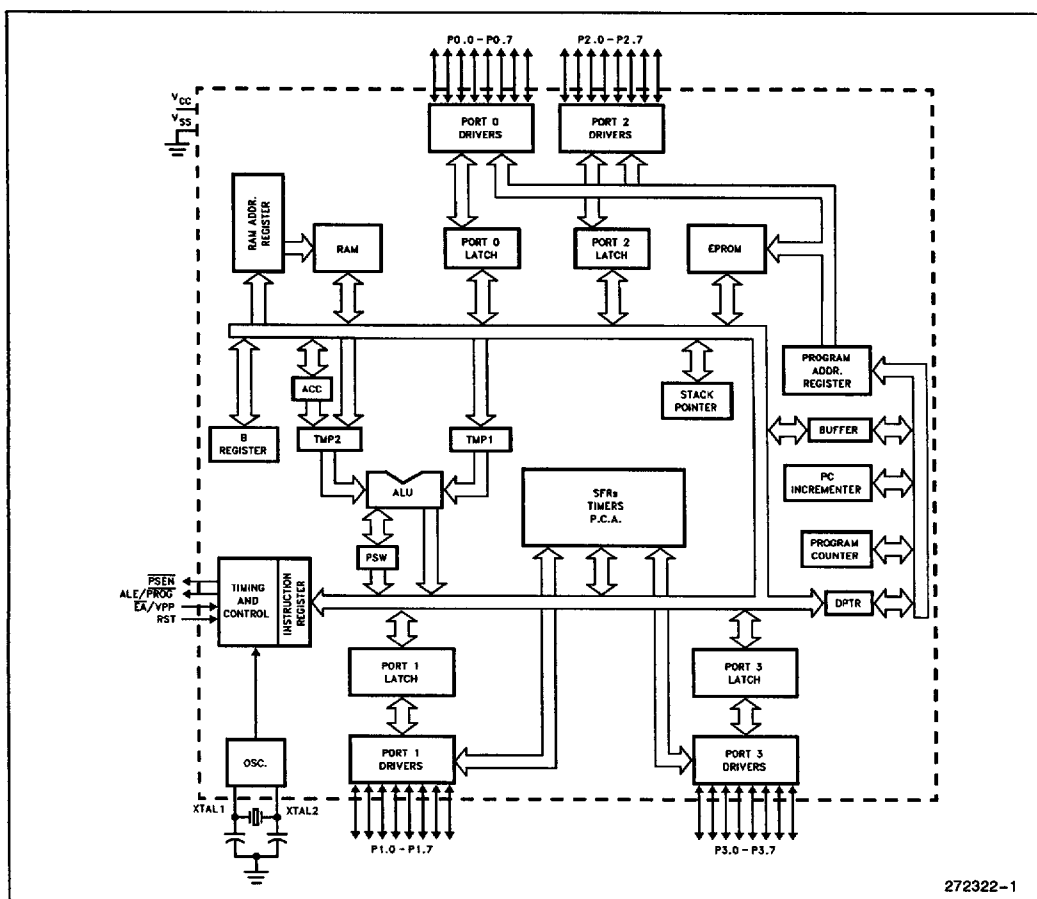 P0.0-P0.7
P2.0-P2.7
VCC
VSS
PORT 0
DRIVERS
PORT 2
DRIVERS
RAM ADDR.
REGISTER
RAM
PORT 0
LATCH
PORT 2
LATCH
EPROM
PROGRAM
ADDR.
REGISTER
ACC
STACK
POINTER
B
REGISTER
TMP2
TMP1
BUFFER
ALU
SFRs
TIMERS
P.C.A.
PC
INCREMENTER
PSW
PROGRAM
COUNTER
PSEN
ALE/PROG
EA/VPP
RST
TIMING
AND
CONTROL
INSTRUCTION
REGISTER
DPTR
PORT 1
LATCH
PORT 3
LATCH
OSC.
PORT 1
DRIVERS
PORT 3
DRIVERS
XTAL1
XTAL2
P1.0-P1.7
P3.0-P3.7
272322-1